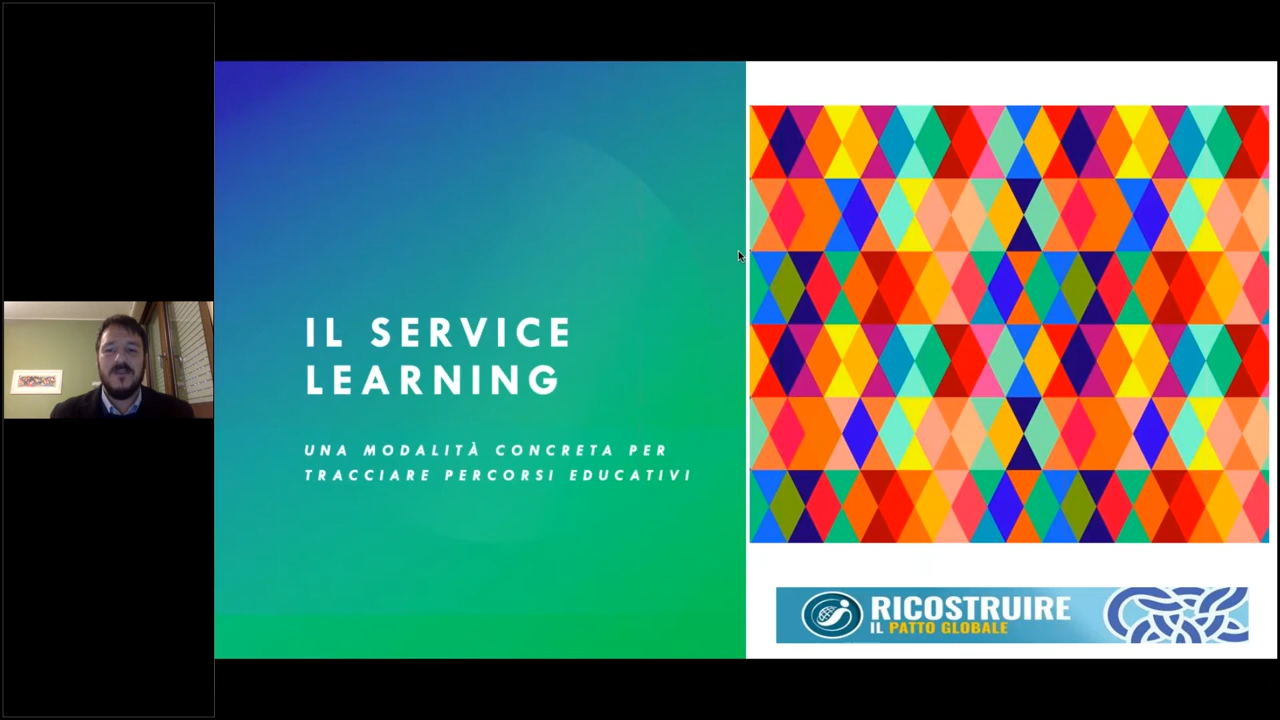 IL SERVICE
LEARNING
UNA MODALITÀ CONCRETA PER
TRACCIARE PERCORSI EDUCATIVI
RICOSTRUIRE
IL PATTO GLOBALE